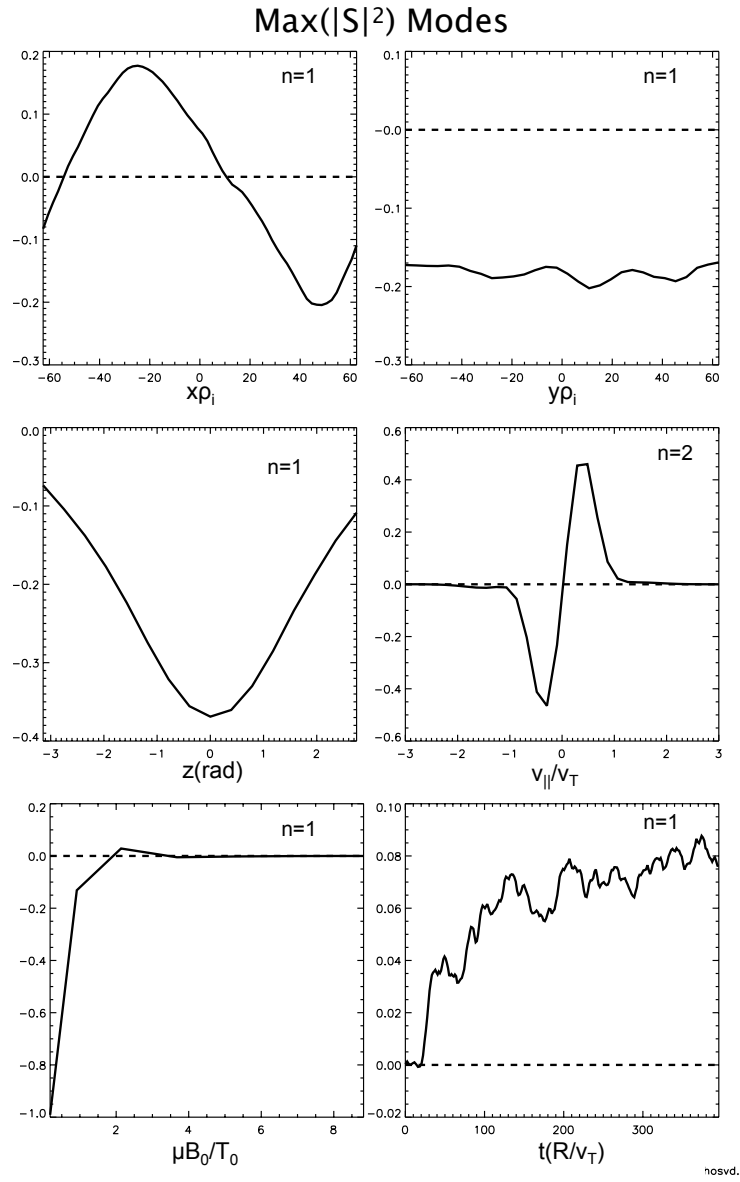 Max(|S|²) Modes
0.2
0.1
0.0
−0.1
−0.2
−0.3
n=1
−60 −40 −20 0 20 40 60
xρᵢ
0.1
−0.0
−0.1
−0.2
−0.3
n=1
−60 −40 −20 0 20 40 60
yρᵢ
0.0
−0.1
−0.2
−0.3
−0.4
n=1
−3 −2 −1 0 1 2
z(rad)
0.6
0.4
0.2
0.0
−0.2
−0.4
−0.6
n=2
−3 −2 −1 0 1 2 3
v||/vT
0.2
0.0
−0.2
−0.4
−0.6
−0.8
−1.0
n=1
2 4 6 8
µB₀/T₀
0.10
0.08
0.06
0.04
0.02
0.00
−0.02
n=1
0 100 200 300
t(R/vT)
hosvd.